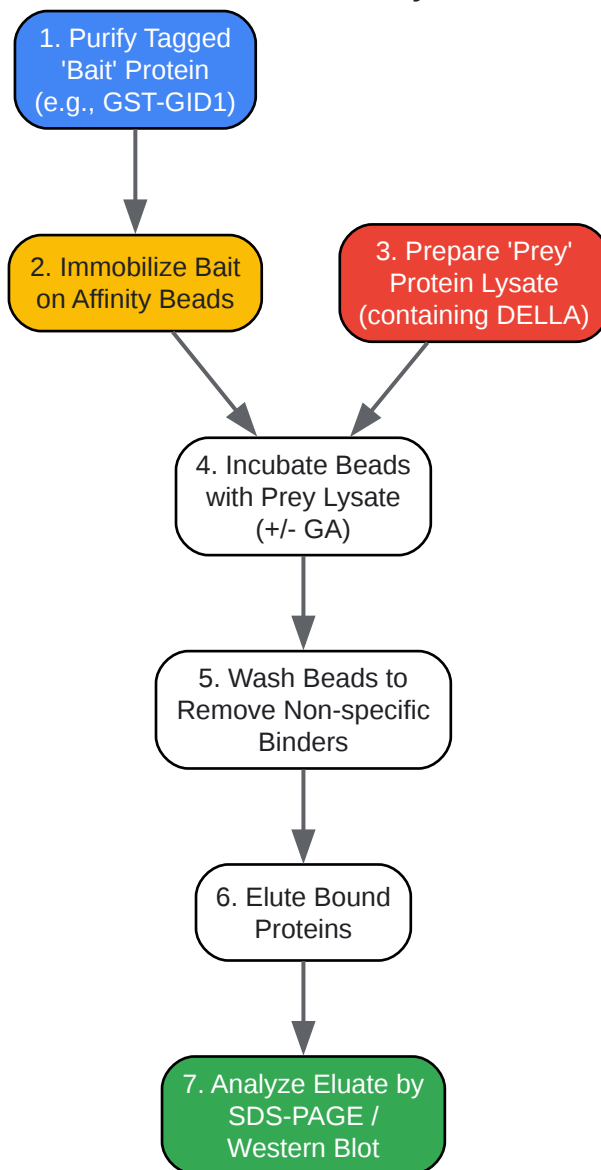 1. Purify Tagged
'Bait' Protein
(e.g., GST-GID1)
2. Immobilize Bait
on Affinity Beads
3. Prepare 'Prey'
Protein Lysate
(containing DELLA)
4. Incubate Beads
with Prey Lysate
(+/- GA)
5. Wash Beads to
Remove Non-specific
Binders
6. Elute Bound
Proteins
7. Analyze Eluate by
SDS-PAGE /
Western Blot